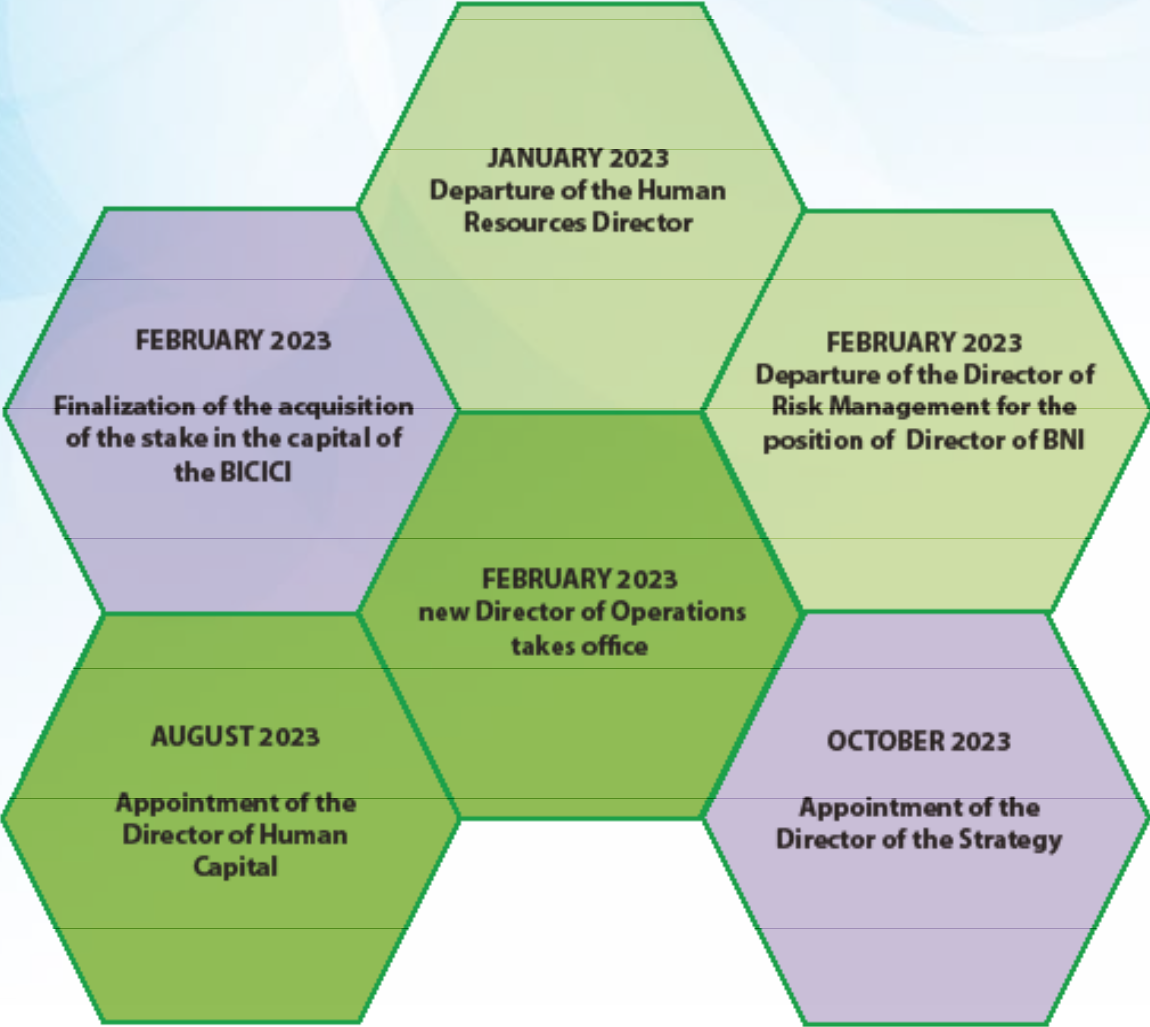 JANUARY 2023
Departure of the Human
Resources Director
FEBRUARY 2023
Finalization of the acquisition
of the stake in the capital of
the BICICI
FEBRUARY 2023
Departure of the Director of
Risk Management for the
position of Director of BNI
FEBRUARY 2023
new Director of Operations
takes office
AUGUST 2023
Appointment of the
Director of Human
Capital
OCTOBER 2023
Appointment of the
Director of the Strategy